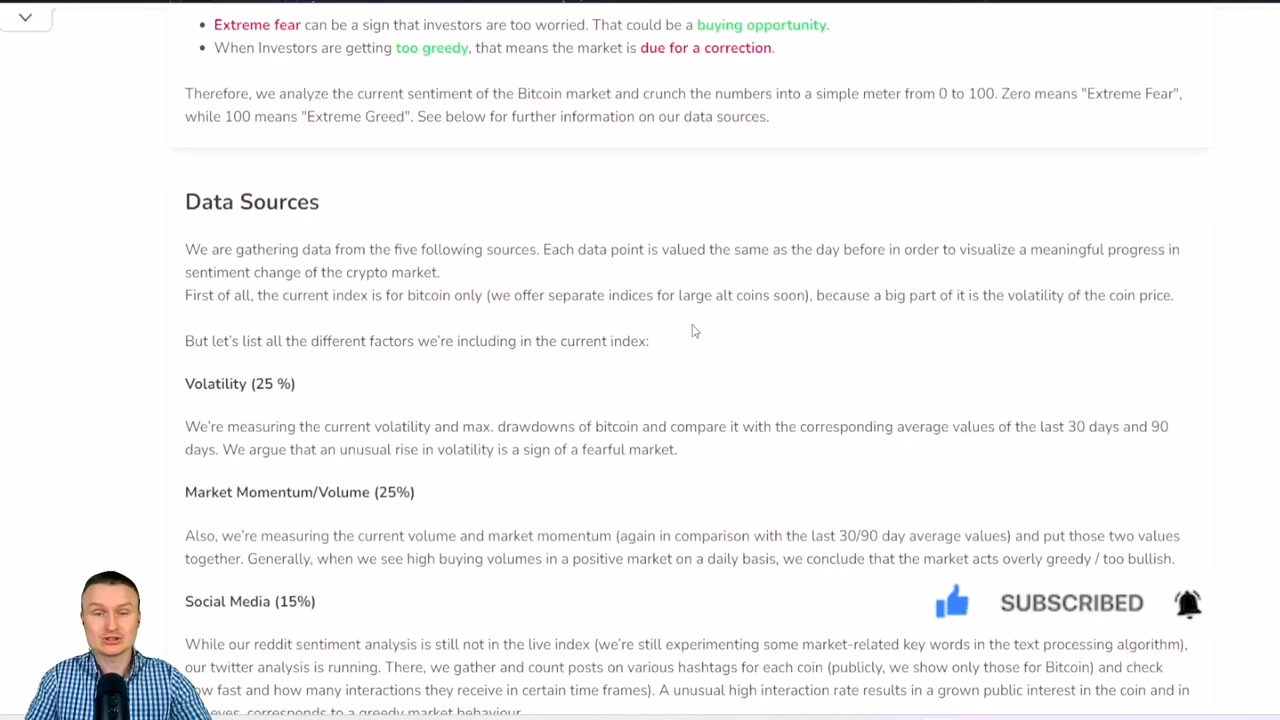 Extreme fear can be a sign that investors are too worried. That could be a buying opportunity.
When Investors are getting too greedy, that means the market is due for a correction.
Therefore, we analyze the current sentiment of the Bitcoin market and crunch the numbers into a simple meter from 0 to 100. Zero means "Extreme Fear",
while 100 means "Extreme Greed". See below for further information on our data sources.
Data Sources
We are gathering data from the five following sources. Each data point is valued the same as the day before in order to visualize a meaningful progress in
sentiment change of the crypto market.
First of all, the current index is for bitcoin only (we offer separate indices for large alt coins soon), because a big part of it is the volatility of the coin price.
But let's list all the different factors we're including in the current index:
Volatility (25 %)
We're measuring the current volatility and max. drawdowns of bitcoin and compare it with the corresponding average values of the last 30 days and 90
days. We argue that an unusual rise in volatility is a sign of a fearful market.
Market Momentum/Volume (25%)
Also, we're measuring the current volume and market momentum (again in comparison with the last 30/90 day average values) and put those two values
together. Generally, when we see high buying volumes in a positive market on a daily basis, we conclude that the market acts overly greedy / too bullish.
Social Media (15%)
SUBSCRIBED
While our reddit sentiment analysis is still not in the live index (we're still experimenting some market-related key words in the text processing algorithm),
our twitter analysis is running. There, we gather and count posts on various hashtags for each coin (publicly, we show only those for Bitcoin) and check
how fast and how many interactions they receive in certain time frames). A unusual high interaction rate results in a grown public interest in the coin and in
corresponds to a greedy market behaviour